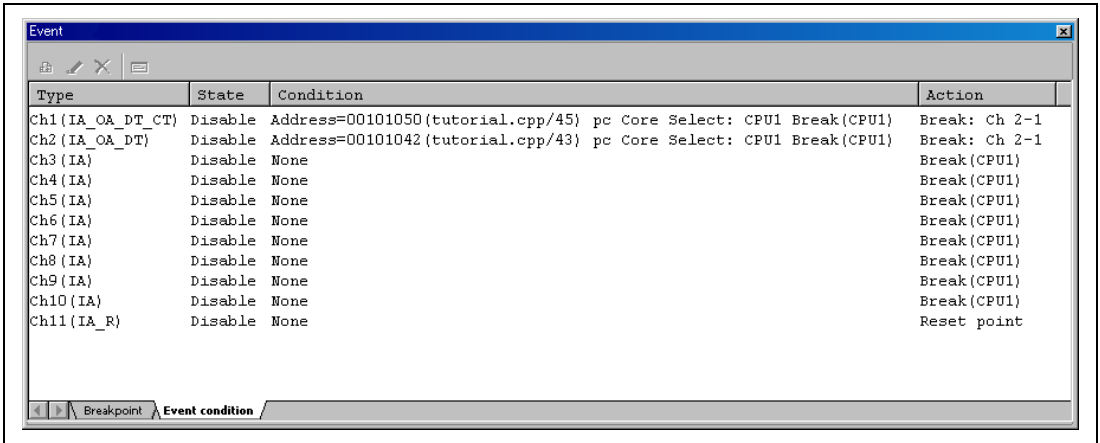 Event
Type State Condition Action
Ch1(IA_OA_DT_CT) Disable Address=00101050(tutorial.cpp/45) pc Core Select: CPU1 Break(CPU1) Break: Ch 2-1
Ch2(IA_OA_DT) Disable Address=00101042(tutorial.cpp/43) pc Core Select: CPU1 Break(CPU1) Break: Ch 2-1
Ch3(IA) Disable None Break(CPU1)
Ch4(IA) Disable None Break(CPU1)
Ch5(IA) Disable None Break(CPU1)
Ch6(IA) Disable None Break(CPU1)
Ch7(IA) Disable None Break(CPU1)
Ch8(IA) Disable None Break(CPU1)
Ch9(IA) Disable None Break(CPU1)
Ch10(IA) Disable None Break(CPU1)
Ch11(IA_R) Disable None Reset point
Breakpoint Event condition